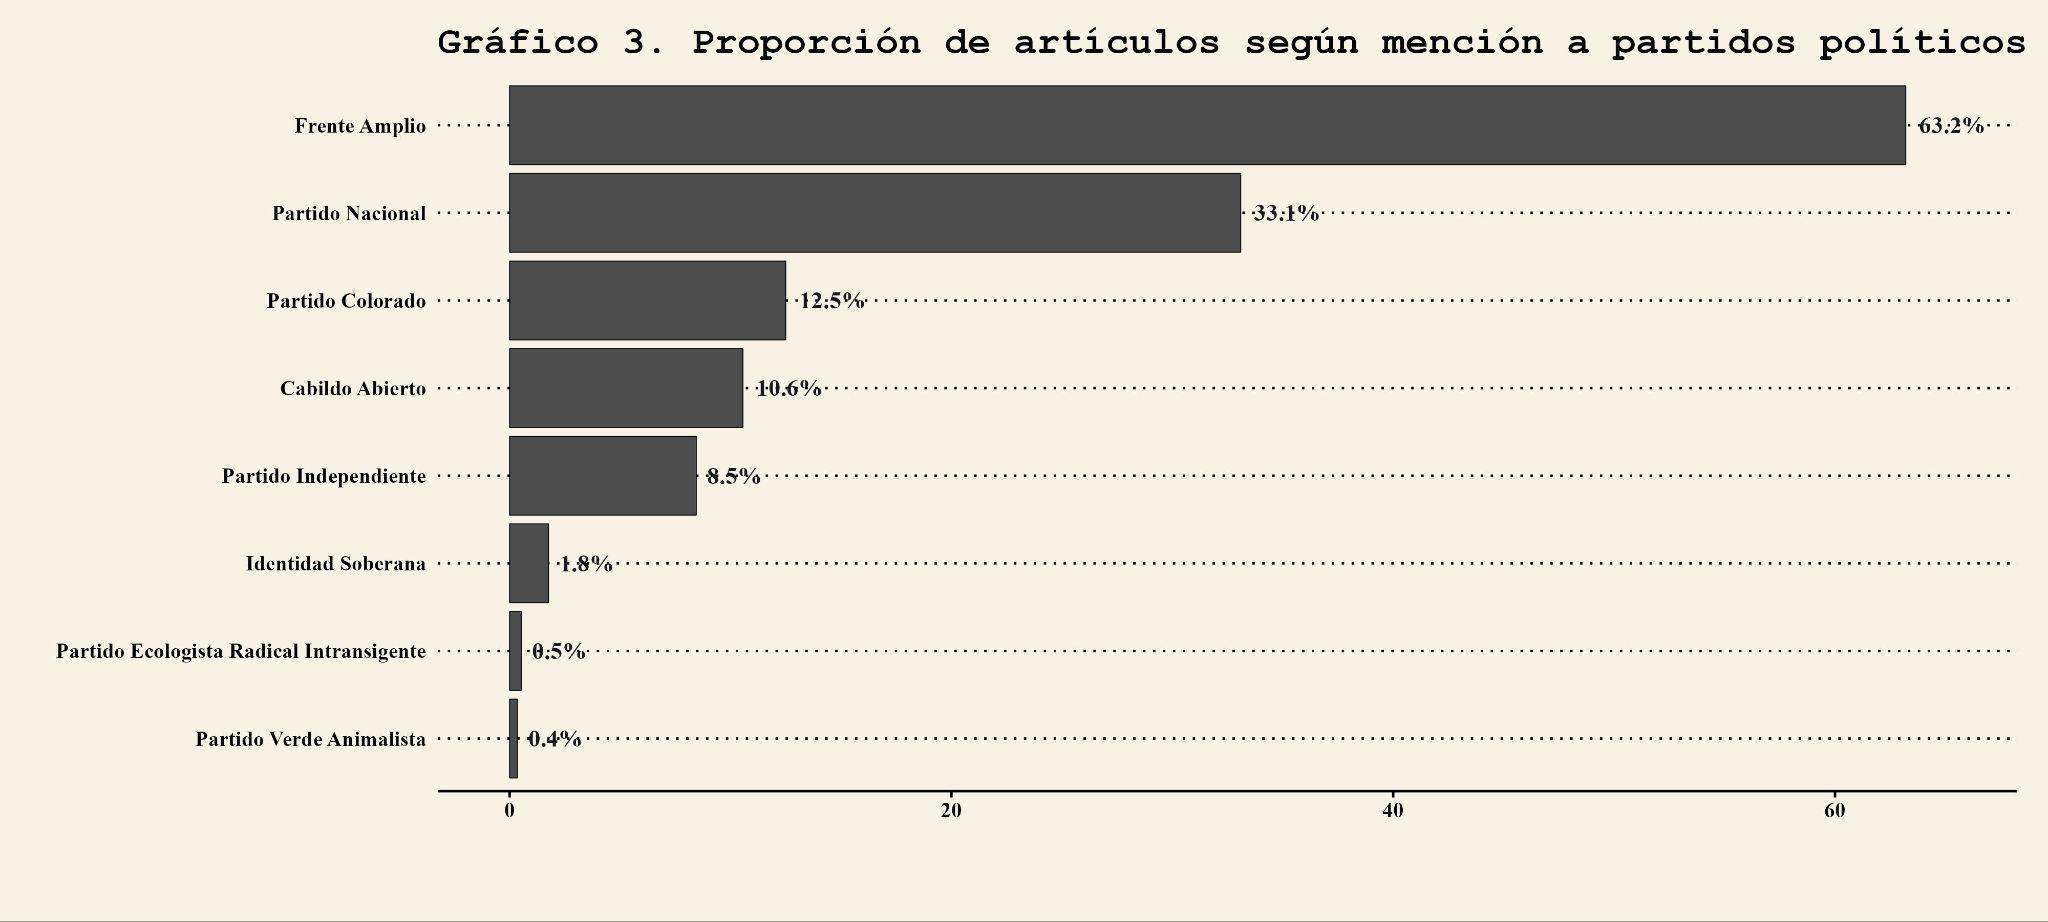 Gráfico 3. Proporción de artículos según mención a partidos políticos
Frente Amplio 63.2%
Partido Nacional 33.1%
Partido Colorado 12.5%
Cabildo Abierto 10.6%
Partido Independiente 8.5%
Identidad Soberana 1.8%
Partido Ecologista Radical Intransigente 0.5%
Partido Verde Animalista 0.4%
0 20 40 60